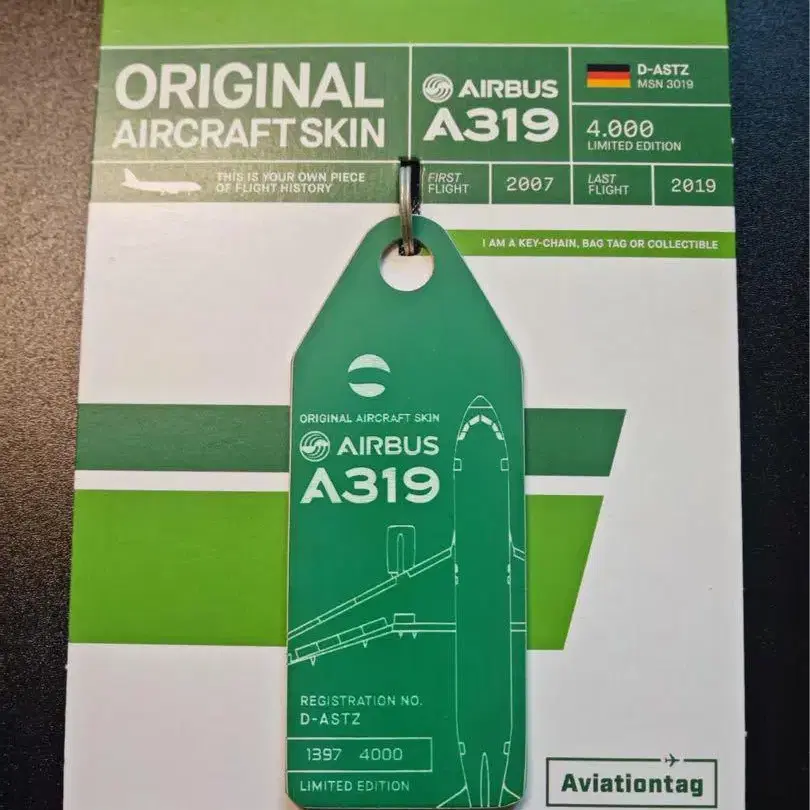 ORIGINAL
AIRCRAFT SKIN
AIRBUS
A319
D-ASTZ
MSN 3019
4.000
LIMITED EDITION
THIS IS YOUR OWN PIECE
OF FLIGHT HISTORY
FIRST
FLIGHT
2007
LAST
FLIGHT
2019
I AM A KEY-CHAIN, BAG TAG OR COLLECTIBLE
ORIGINAL AIRCRAFT SKIN
AIRBUS
A319
REGISTRATION NO.
D-ASTZ
1397 4000
LIMITED EDITION
Aviationtag